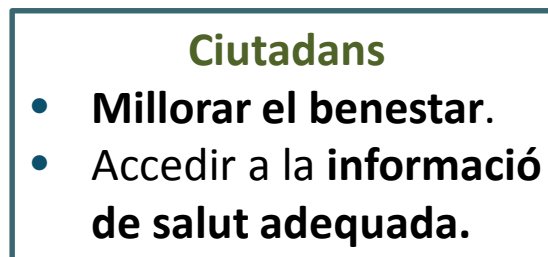 Ciutadans
• Millorar el benestar.
• Accedir a la informació
de salut adequada.